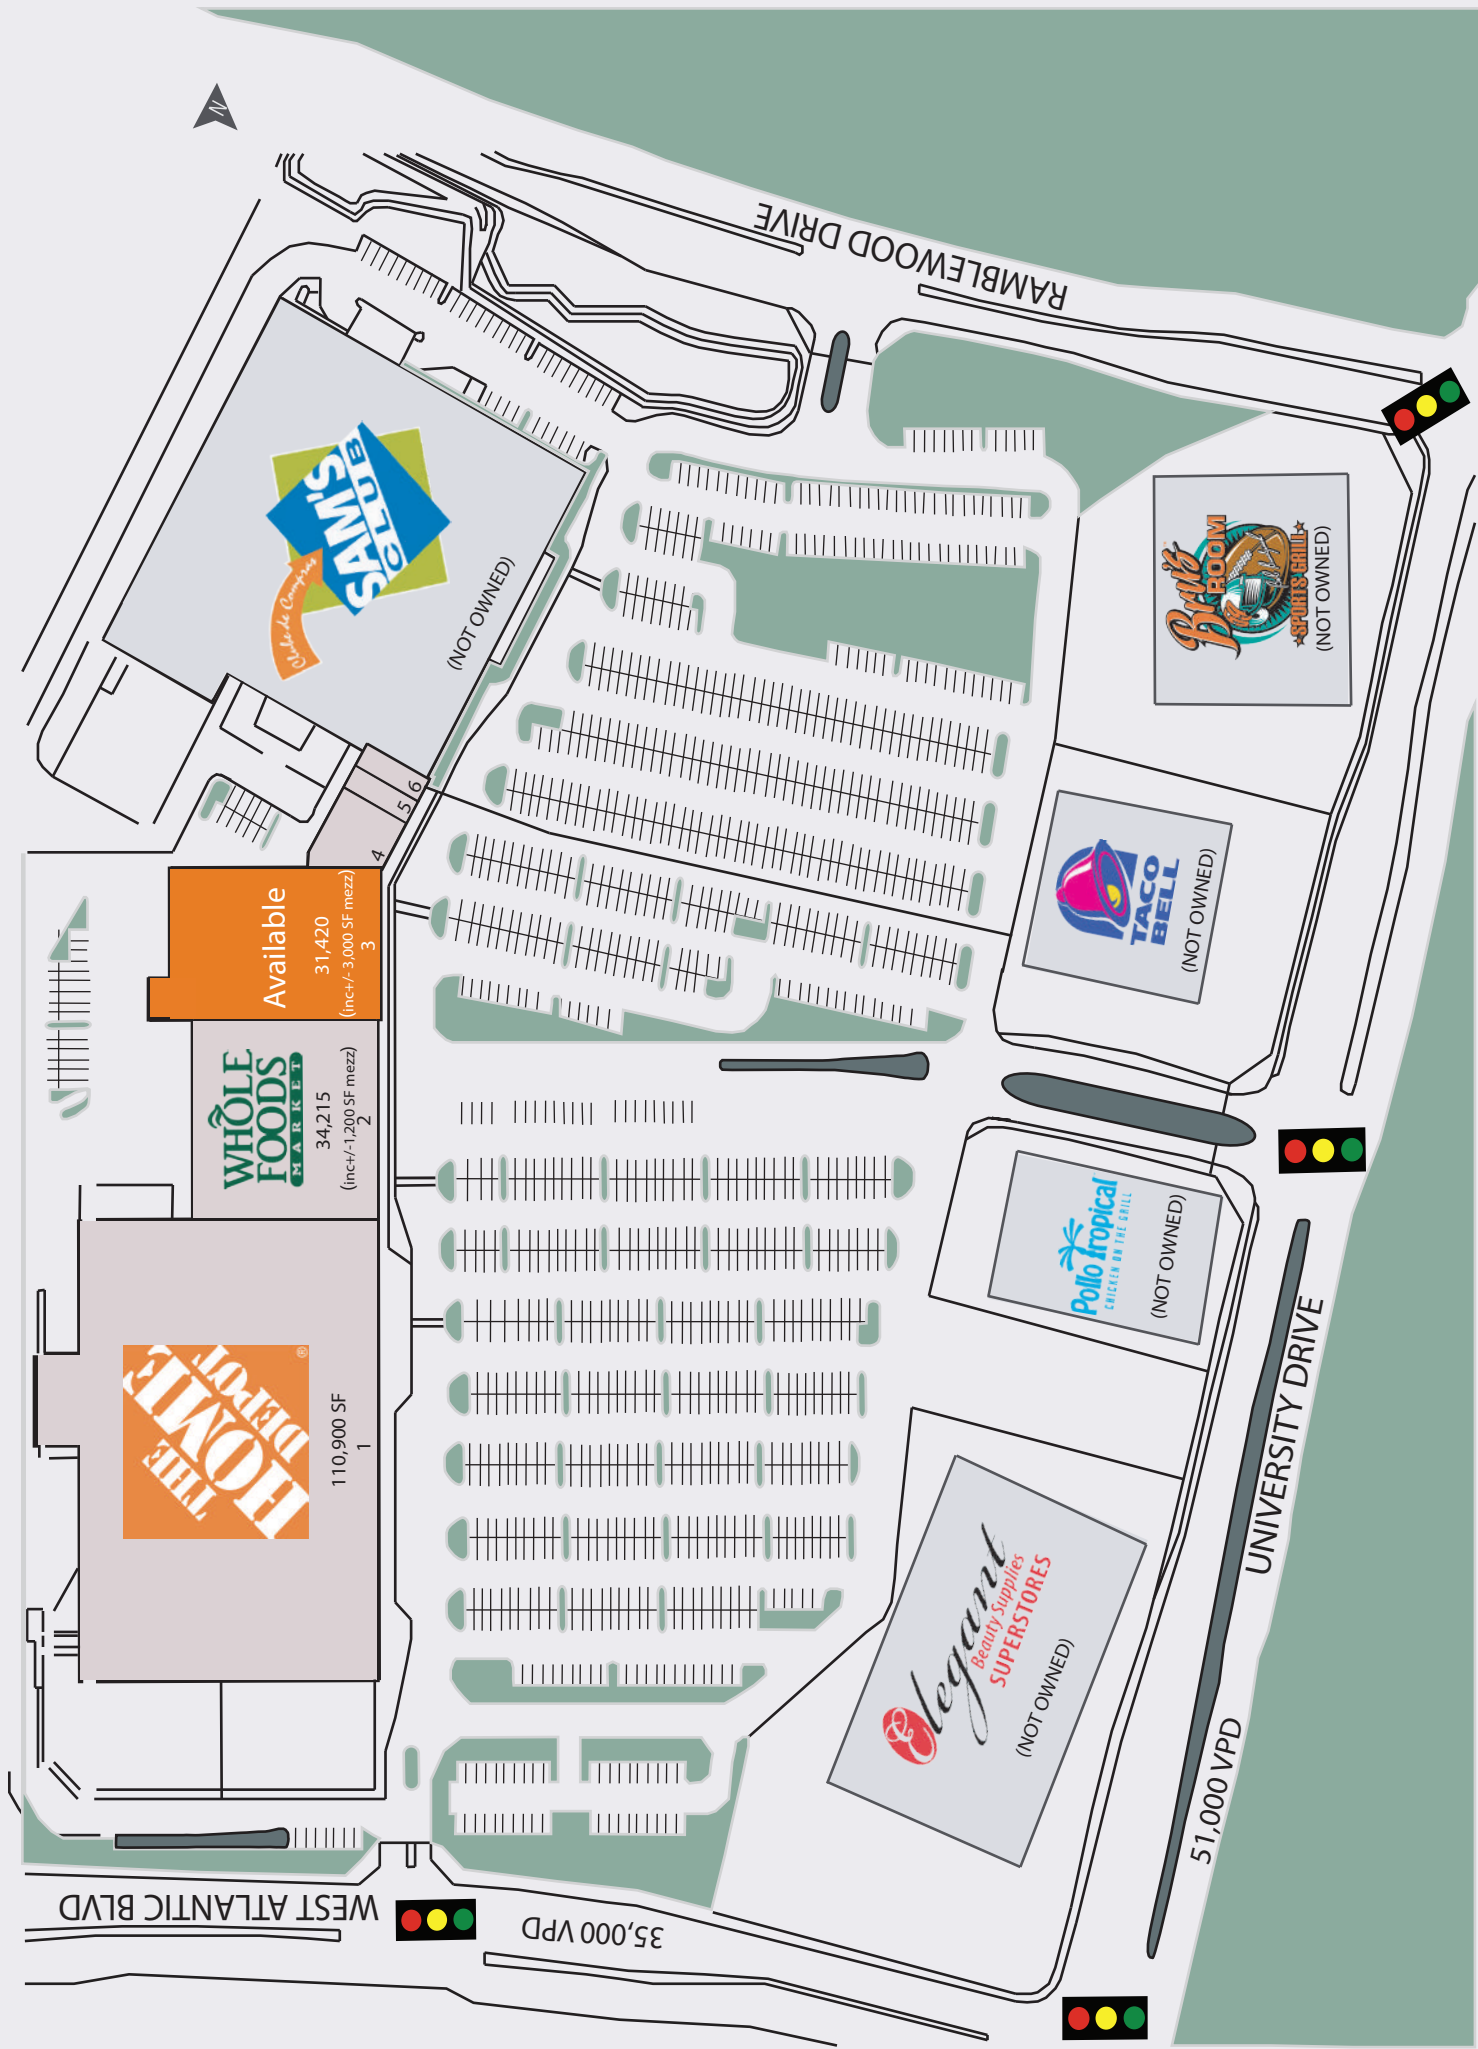 N
RAMBLEWOOD DRIVE
SAM'S
CLUB
Clube de Compras
(NOT OWNED)
Bru's
ROOM
SPORTS GRILL
(NOT OWNED)
6
5
4
Available
31,420
(inc+/- 3,000 SF mezz)
3
TACO
BELL
(NOT OWNED)
WHOLE
FOODS
MARKET
34,215
(inc+/-1,200 SF mezz)
2
Pollo Tropical
CHICKEN ON THE GRILL
(NOT OWNED)
THE
HOME
DEPOT
®
110,900 SF
1
UNIVERSITY DRIVE
51,000 VPD
Elegant
Beauty Supplies
SUPERSTORES
(NOT OWNED)
WEST ATLANTIC BLVD
35,000 VPD